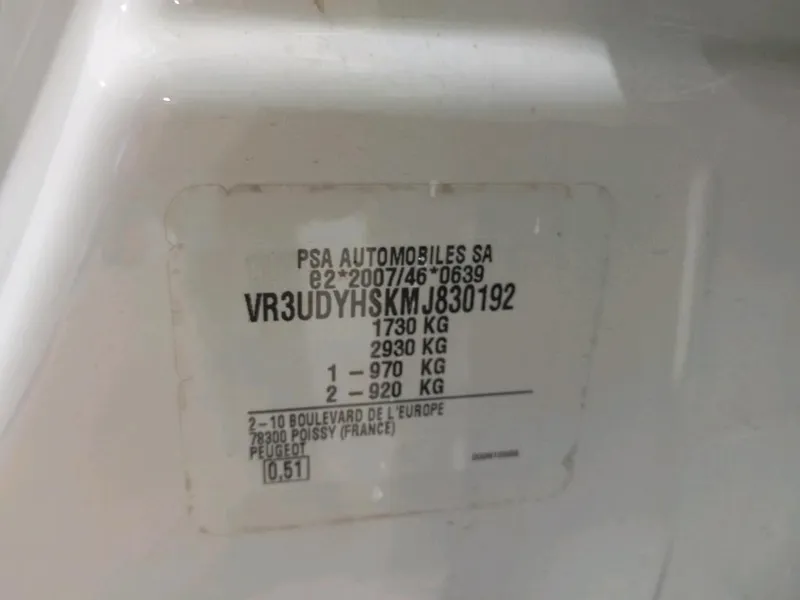 PSA AUTOMOBILES SA
e2*2007/46*0639
VR3UDYHSKMJ830192
1730 KG
2930 KG
1 – 970 KG
2 – 920 KG
2–10 BOULEVARD DE L'EUROPE
78300 POISSY (FRANCE)
PEUGEOT
0,51